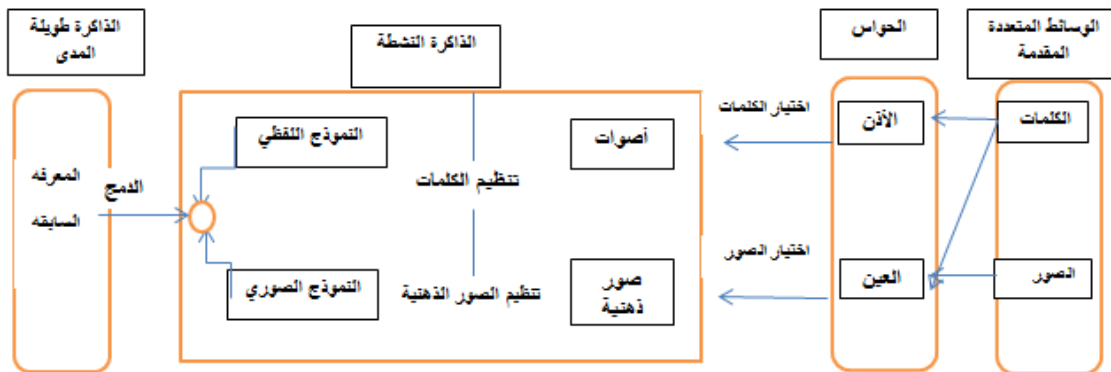 الوسائط المتعددة
المقدمة
الحواس
الذاكرة النشطة
الذاكرة طويلة
المدى
الكلمات
الأذن
اختيار الكلمات
أصوات
تنظيم الكلمات
النموذج اللفظي
الدمج
المعرفه
السابقه
الصور
العين
اختيار الصور
صور
ذهنية
تنظيم الصور الذهنية
النموذج الصوري